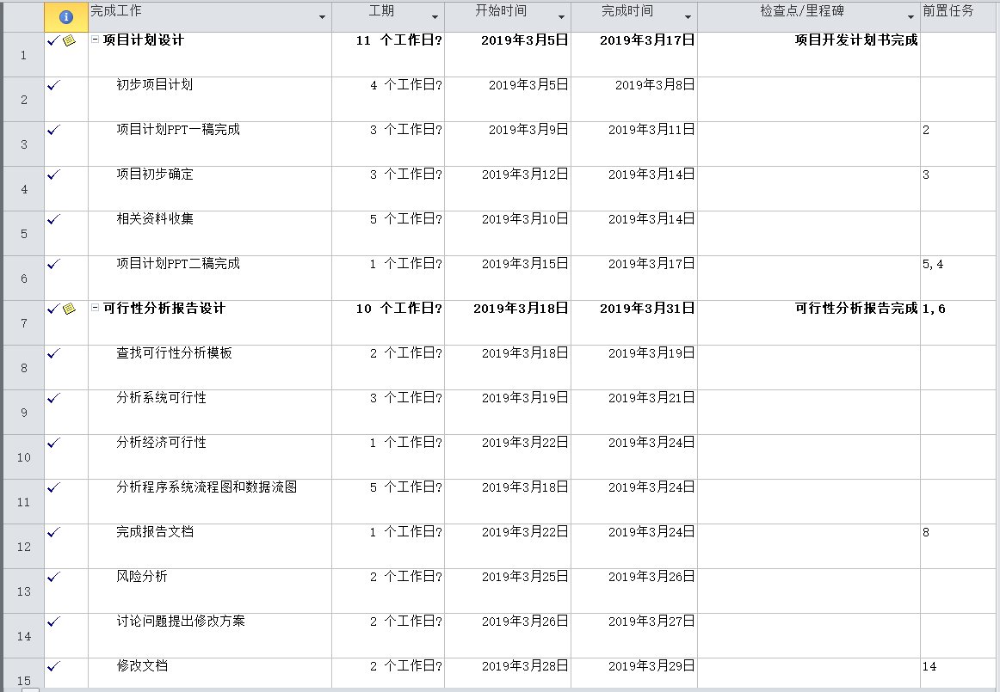 完成工作 工期 开始时间 完成时间 检查点/里程碑 前置任务
1 项目计划设计 11 个工作日? 2019年3月5日 2019年3月17日 项目开发计划书完成
2 初步项目计划 4 个工作日? 2019年3月5日 2019年3月8日
3 项目计划PPT一稿完成 3 个工作日? 2019年3月9日 2019年3月11日 2
4 项目初步确定 3 个工作日? 2019年3月12日 2019年3月14日 3
5 相关资料收集 5 个工作日? 2019年3月10日 2019年3月14日
6 项目计划PPT二稿完成 1 个工作日? 2019年3月15日 2019年3月17日 5,4
7 可行性分析报告设计 10 个工作日? 2019年3月18日 2019年3月31日 可行性分析报告完成 1,6
8 查找可行性分析模板 2 个工作日? 2019年3月18日 2019年3月19日
9 分析系统可行性 3 个工作日? 2019年3月19日 2019年3月21日
10 分析经济可行性 1 个工作日? 2019年3月22日 2019年3月24日
11 分析程序系统流程图和数据流图 5 个工作日? 2019年3月18日 2019年3月24日
12 完成报告文档 1 个工作日? 2019年3月22日 2019年3月24日 8
13 风险分析 2 个工作日? 2019年3月25日 2019年3月26日
14 讨论问题提出修改方案 2 个工作日? 2019年3月26日 2019年3月27日
15 修改文档 2 个工作日? 2019年3月28日 2019年3月29日 14